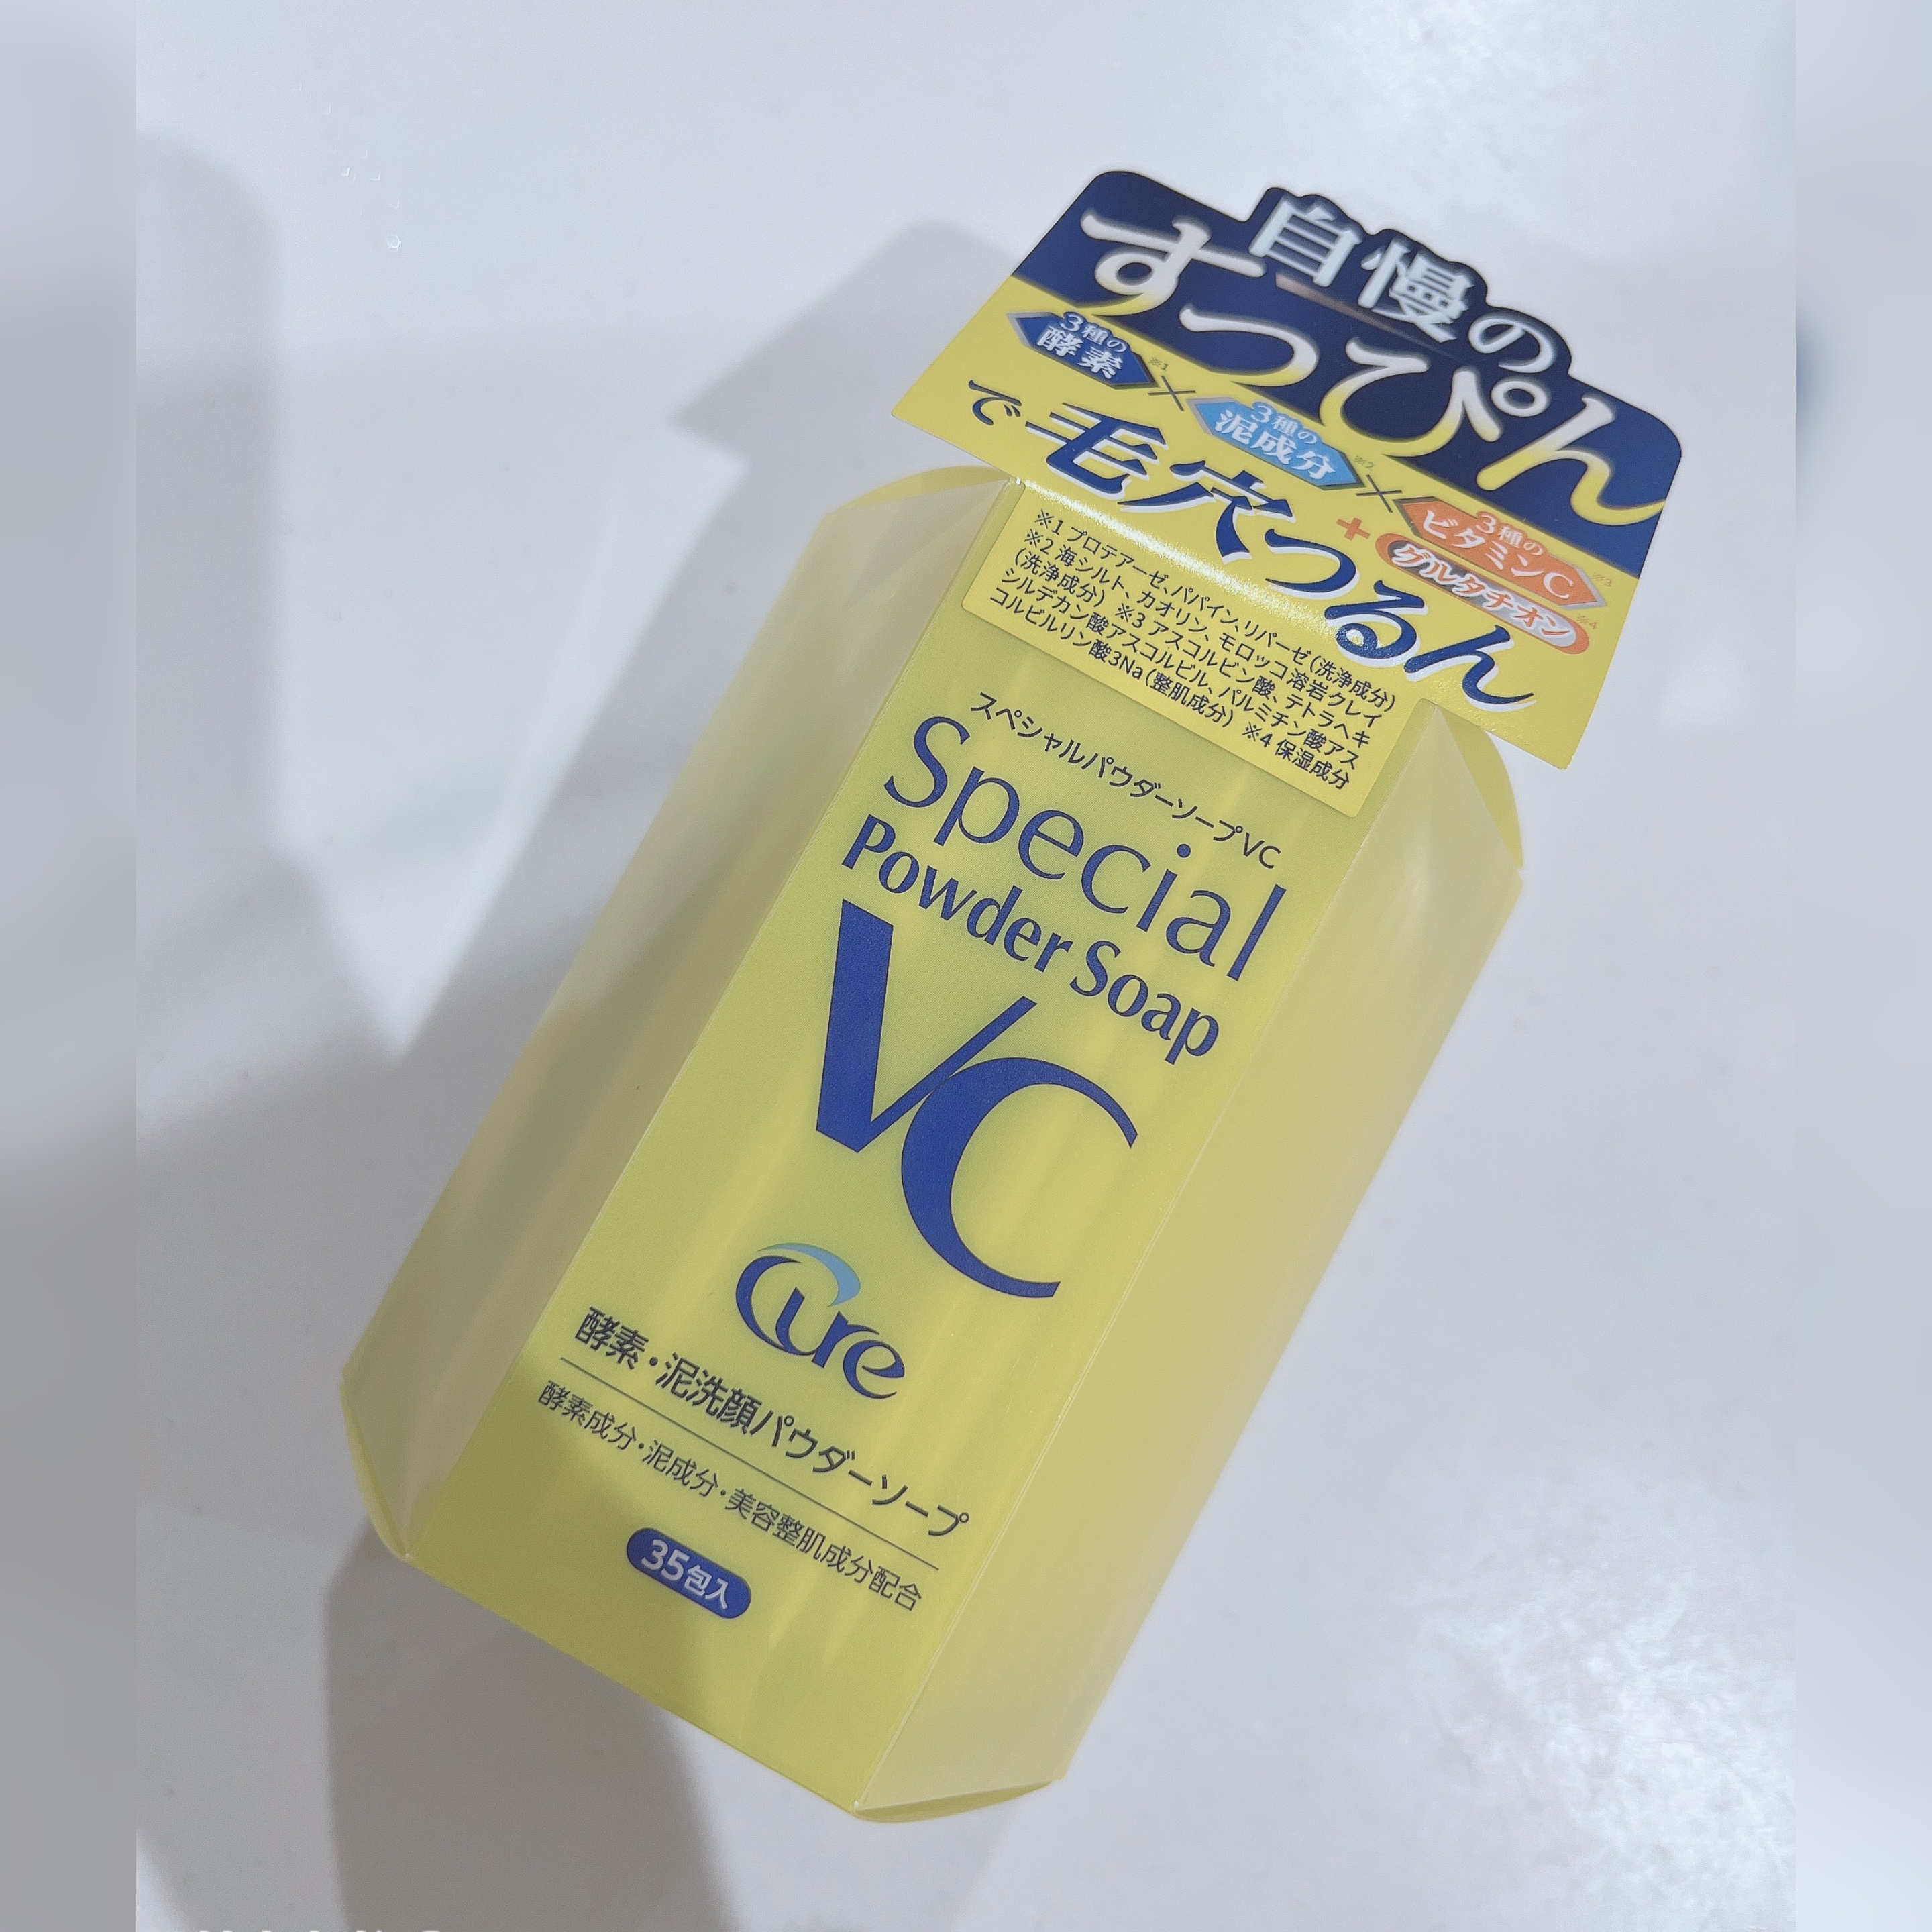 自慢の
すっぴん
3種の
酵素
※1
×
3種の
泥成分
※2
×
3種の
ビタミンC
※3
+
グルタチオン
※4
で毛穴つるん
※1 プロテアーゼ、パパイン、リパーゼ(洗浄成分)
※2 海シルト、カオリン、モロッコ溶岩クレイ
(洗浄成分) ※3 アスコルビン酸、テトラヘキ
シルデカン酸アスコルビル、パルミチン酸アス
コルビルリン酸3Na(整肌成分) ※4 保湿成分
スペシャルパウダーソープVC
Special
Powder Soap
VC
Cure
酵素・泥洗顔パウダーソープ
酵素成分・泥成分・美容整肌成分配合
35包入